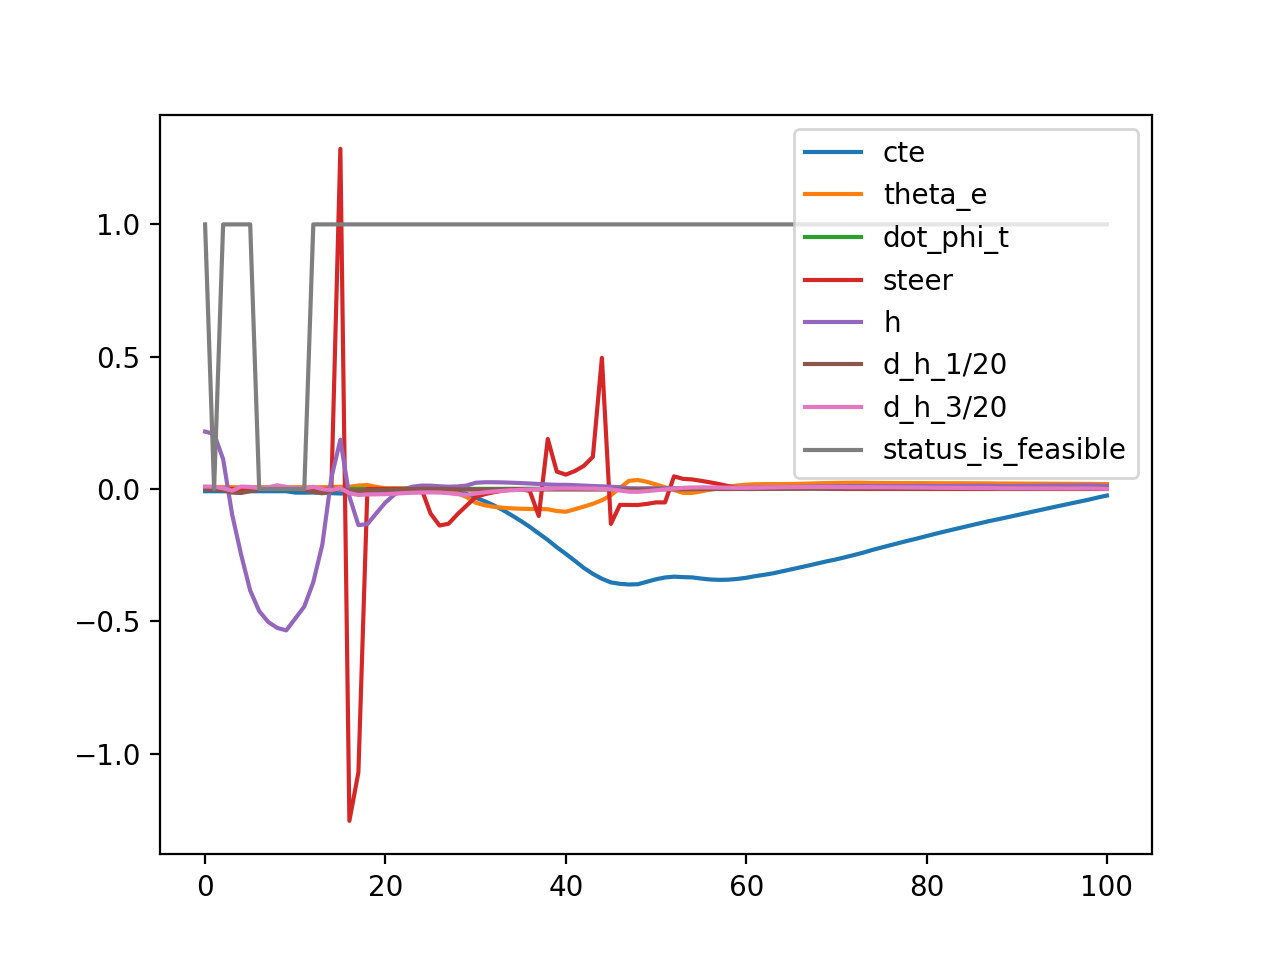 1.0
0.5
0.0
−0.5
−1.0
0
20
40
60
80
100
cte
theta_e
dot_phi_t
steer
h
d_h_1/20
d_h_3/20
status_is_feasible